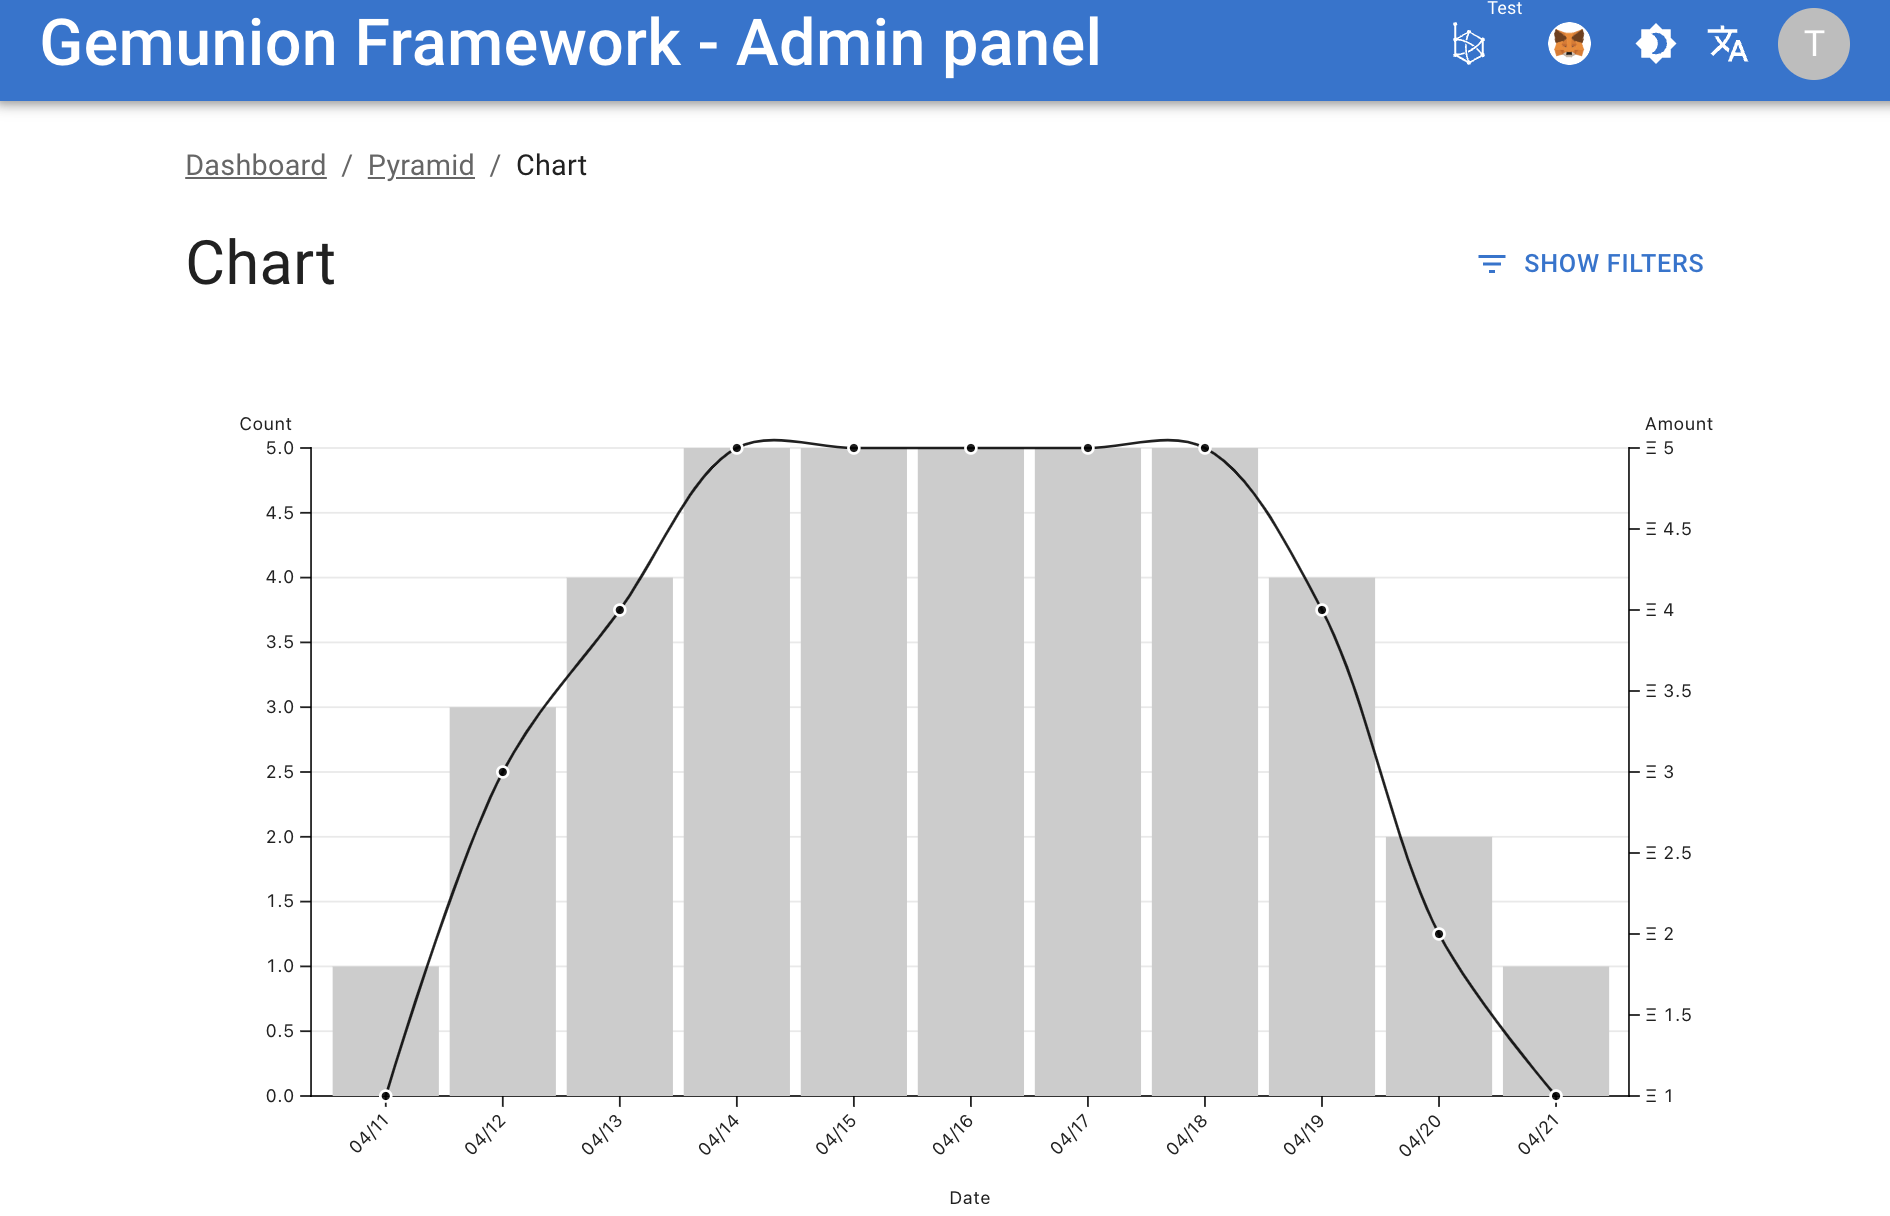 Gemunion Framework - Admin panel
Test
T
Dashboard / Pyramid / Chart
Chart
SHOW FILTERS
Count
Amount
5.0
4.5
4.0
3.5
3.0
2.5
2.0
1.5
1.0
0.5
0.0
Ξ 5
Ξ 4.5
Ξ 4
Ξ 3.5
Ξ 3
Ξ 2.5
Ξ 2
Ξ 1.5
Ξ 1
04/11
04/12
04/13
04/14
04/15
04/16
04/17
04/18
04/19
04/20
04/21
Date